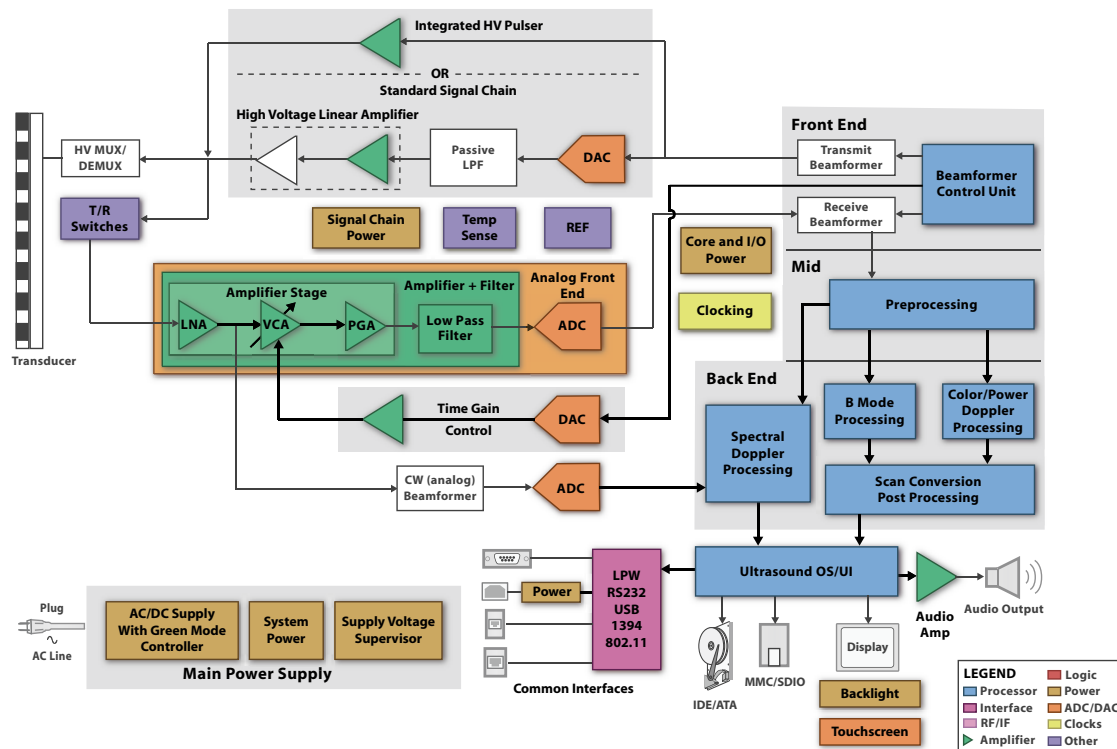 Integrated HV Pulser
OR
Standard Signal Chain
High Voltage Linear Amplifier
HV MUX/
DEMUX
Passive
LPF
DAC
Front End
Transmit
Beamformer
Beamformer
Control Unit
Receive
Beamformer
T/R
Switches
Signal Chain
Power
Temp
Sense
REF
Core and I/O
Power
Mid
Clocking
Preprocessing
Analog Front
End
Amplifier + Filter
Amplifier Stage
LNA
VCA
PGA
Low Pass
Filter
ADC
Transducer
Back End
Time Gain
Control
DAC
Spectral
Doppler
Processing
B Mode
Processing
Color/Power
Doppler
Processing
CW (analog)
Beamformer
ADC
Scan Conversion
Post Processing
Ultrasound OS/UI
LPW
RS232
USB
1394
802.11
Power
Common Interfaces
Audio
Amp
Audio Output
IDE/ATA
MMC/SDIO
Display
Backlight
Touchscreen
Plug
AC Line
AC/DC Supply
With Green Mode
Controller
System
Power
Supply Voltage
Supervisor
Main Power Supply
LEGEND
Processor
Interface
RF/IF
Amplifier
Logic
Power
ADC/DAC
Clocks
Other